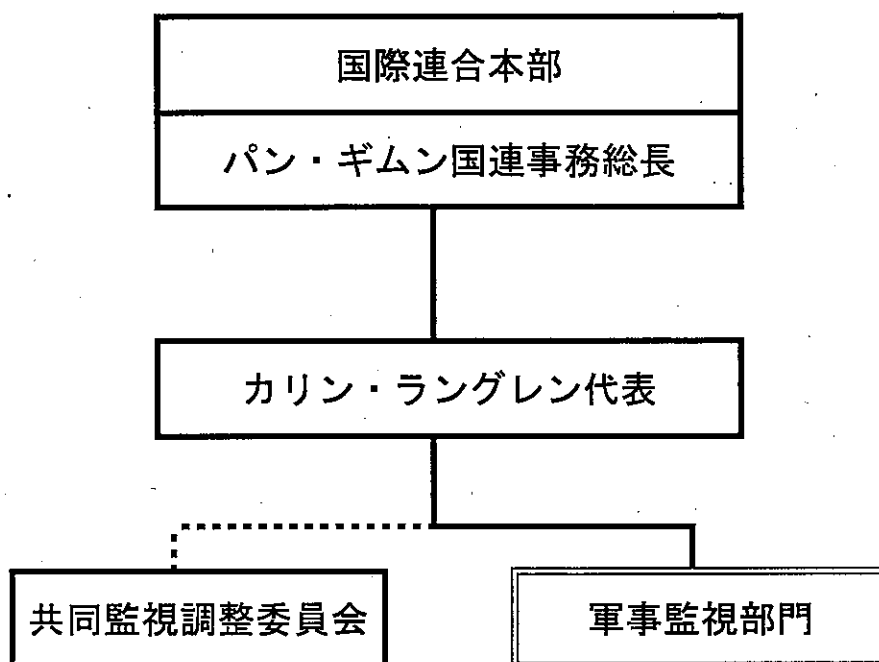 国際連合本部
パン・ギムン国連事務総長
カリン・ラングレン代表
共同監視調整委員会
軍事監視部門